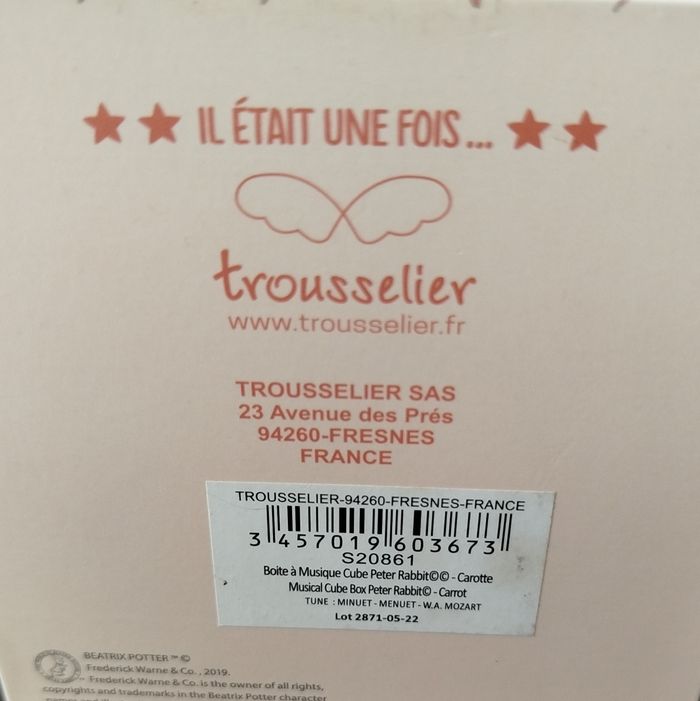 IL ÉTAIT UNE FOIS...
trousselier
www.trousselier.fr
TROUSSELIER SAS
23 Avenue des Prés
94260-FRESNES
FRANCE
TROUSSELIER-94260-FRESNES-FRANCE
3 457019 603673
S20861
Boite à Musique Cube Peter Rabbit©© - Carotte
Musical Cube Box Peter Rabbit© - Carrot
TUNE : MINUET - MENUET - W.A. MOZART
Lot 2871-05-22
BEATRIX POTTER ™ ©
Frederick Warne & Co., 2019.
Frederick Warne & Co. is the owner of all rights,
copyrights and trademarks in the Beatrix Potter character